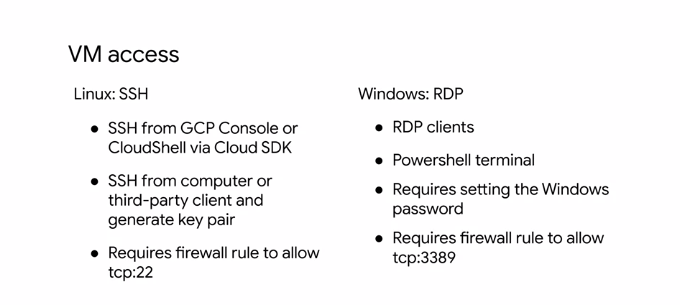 VM access
Linux: SSH
● SSH from GCP Console or
CloudShell via Cloud SDK
● SSH from computer or
third-party client and
generate key pair
● Requires firewall rule to allow
tcp:22
Windows: RDP
● RDP clients
● Powershell terminal
● Requires setting the Windows
password
● Requires firewall rule to allow
tcp:3389